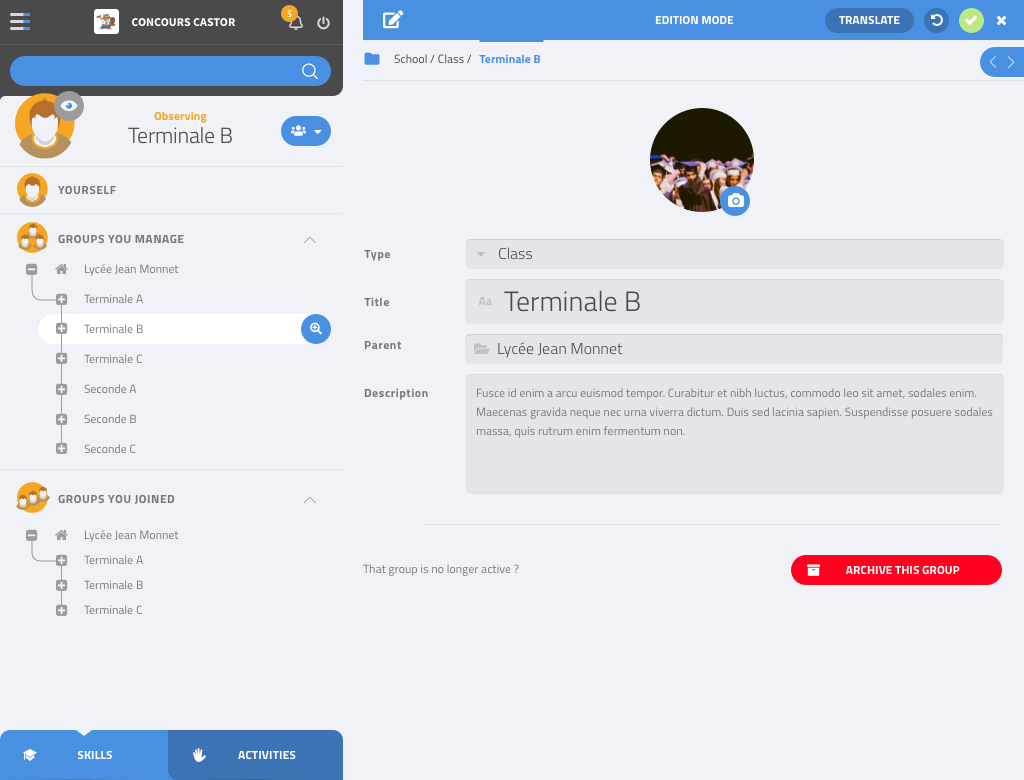 CONCOURS CASTOR
5
EDITION MODE
TRANSLATE
School / Class / Terminale B
Observing
Terminale B
YOURSELF
GROUPS YOU MANAGE
Lycée Jean Monnet
Terminale A
Terminale B
Terminale C
Seconde A
Seconde B
Seconde C
GROUPS YOU JOINED
Lycée Jean Monnet
Terminale A
Terminale B
Terminale C
SKILLS
ACTIVITIES
Type
Class
Title
Aa
Terminale B
Parent
Lycée Jean Monnet
Description
Fusce id enim a arcu euismod tempor. Curabitur et nibh luctus, commodo leo sit amet, sodales enim.
Maecenas gravida neque nec urna viverra dictum. Duis sed lacinia sapien. Suspendisse posuere sodales
massa, quis rutrum enim fermentum non.
That group is no longer active ?
ARCHIVE THIS GROUP